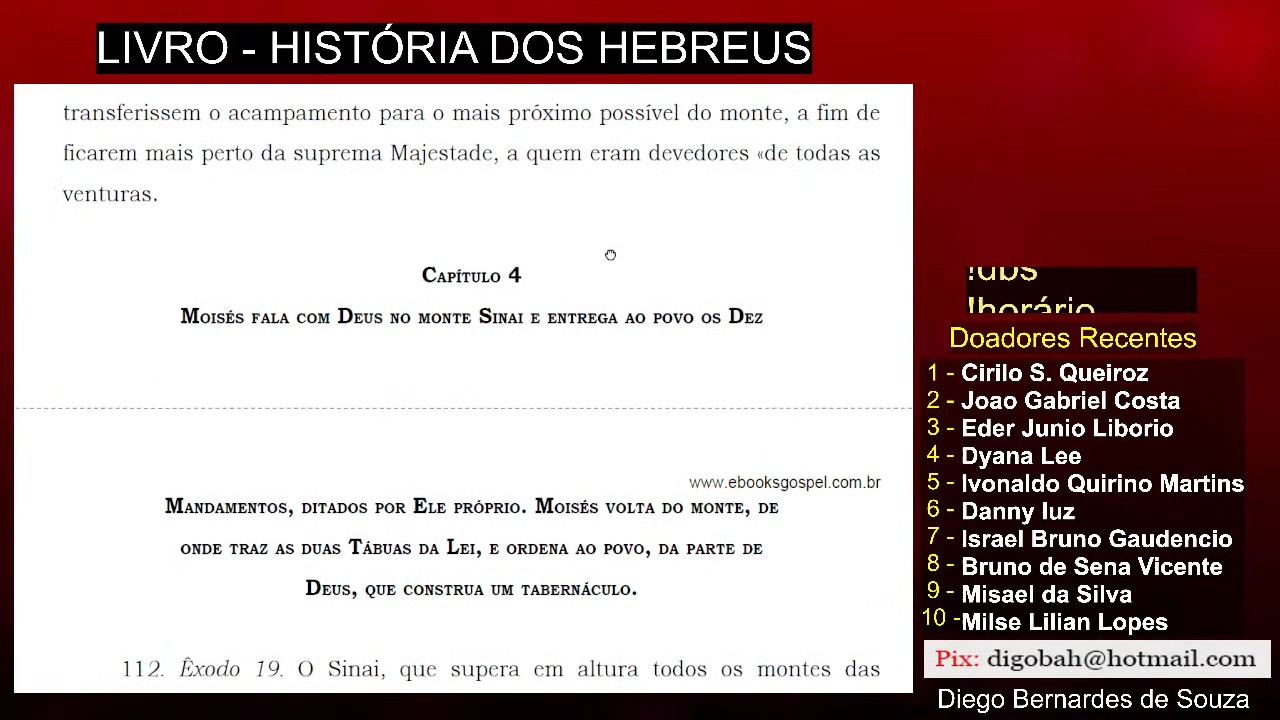 LIVRO - HISTÓRIA DOS HEBREUS
transferissem o acampamento para o mais próximo possível do monte, a fim de
ficarem mais perto da suprema Majestade, a quem eram devedores «de todas as
venturas.
CAPÍTULO 4
MOISÉS FALA COM DEUS NO MONTE SINAI E ENTREGA AO POVO OS DEZ
www.ebooksgospel.com.br
MANDAMENTOS, DITADOS POR ELE PRÓPRIO. MOISÉS VOLTA DO MONTE, DE
ONDE TRAZ AS DUAS TÁBUAS DA LEI, E ORDENA AO POVO, DA PARTE DE
DEUS, QUE CONSTRUA UM TABERNÁCULO.
112. Êxodo 19. O Sinai, que supera em altura todos os montes das
!horário
Doadores Recentes
1 - Cirilo S. Queiroz
2 - Joao Gabriel Costa
3 - Eder Junio Liborio
4 - Dyana Lee
5 - Ivonaldo Quirino Martins
6 - Danny luz
7 - Israel Bruno Gaudencio
8 - Bruno de Sena Vicente
9 - Misael da Silva
10 - Milse Lilian Lopes
Pix: digobah@hotmail.com
Diego Bernardes de Souza